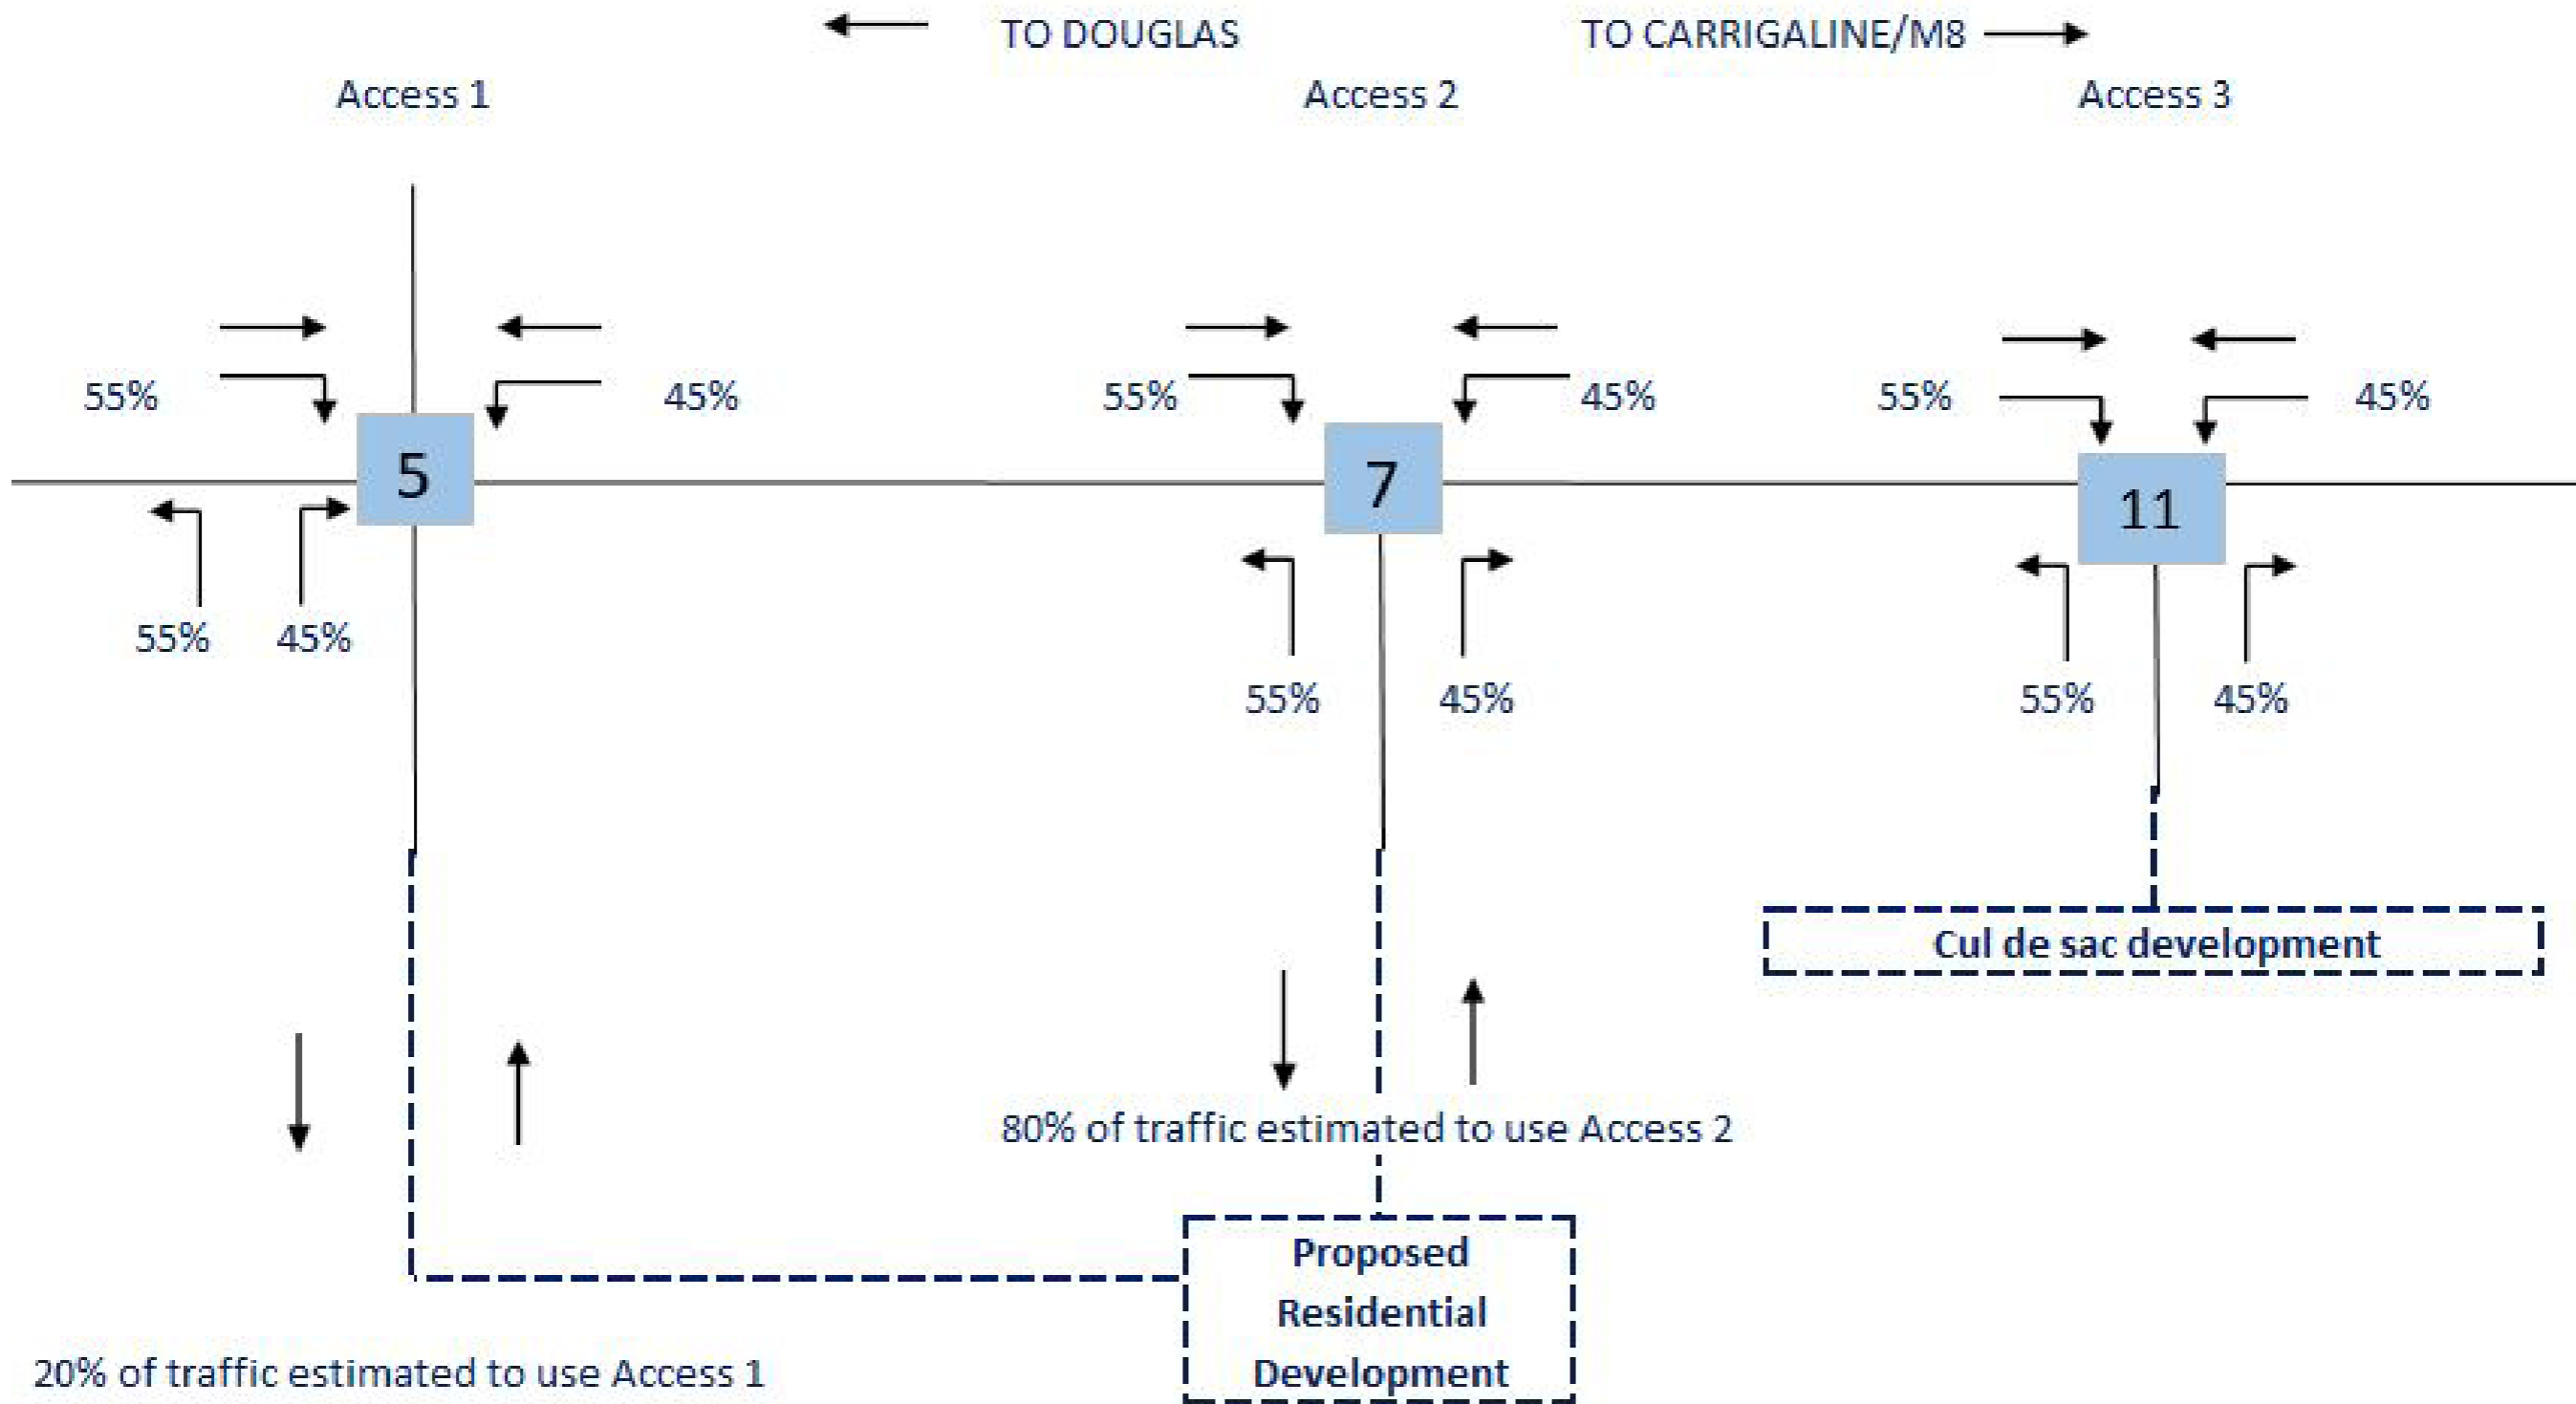 TO DOUGLAS
TO CARRIGALINE/M8
Access 1
Access 2
Access 3
55%
45%
55%
45%
55%
45%
5
7
11
55%
45%
55%
45%
55%
45%
Cul de sac development
80% of traffic estimated to use Access 2
Proposed
Residential
Development
20% of traffic estimated to use Access 1